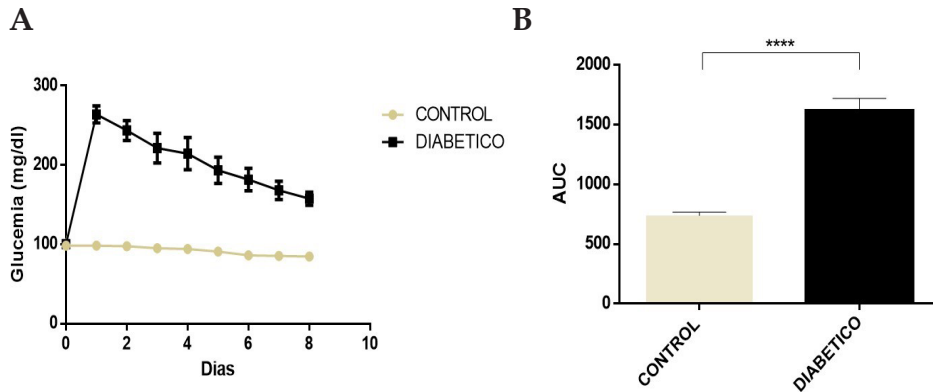 A
Glucemia (mg/dl)
300
200
100
0
0 2 4 6 8 10
Dias
CONTROL
DIABETICO
B
****
AUC
2000
1500
1000
500
0
CONTROL
DIABETICO